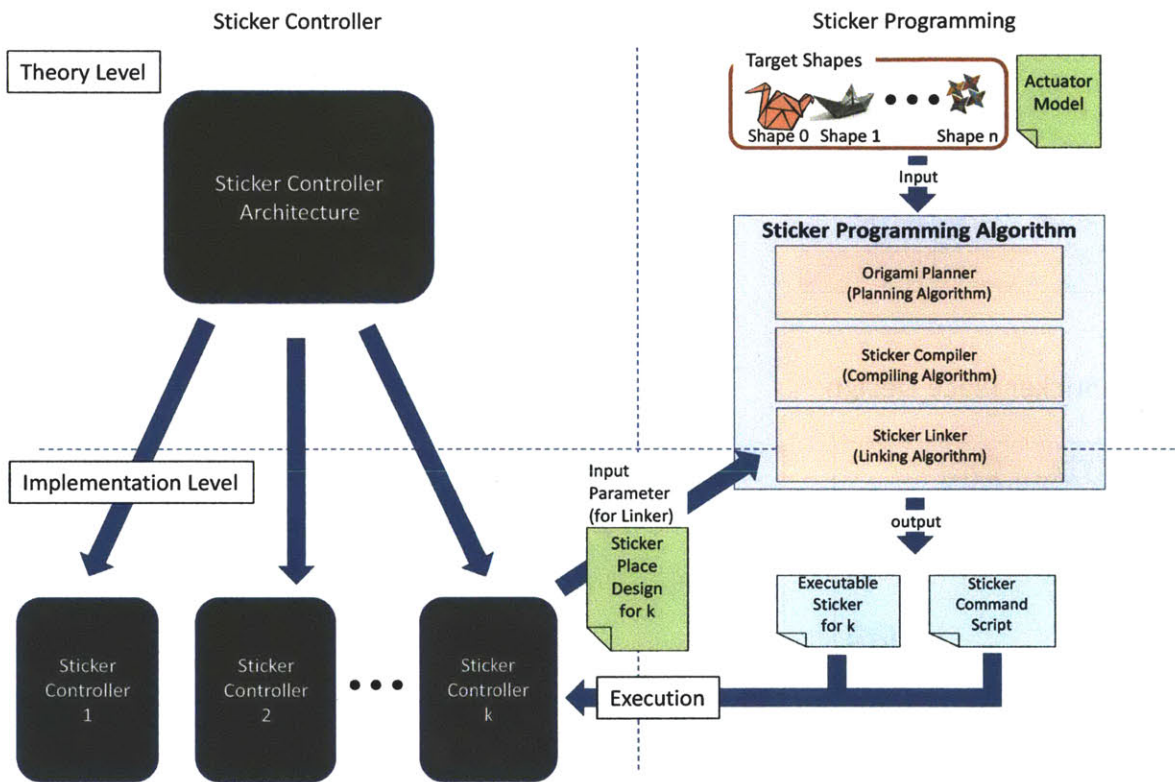 Sticker Controller
Sticker Programming
Theory Level
Target Shapes
Shape 0
Shape 1
Shape n
Actuator
Model
Input
Sticker Controller
Architecture
Sticker Programming Algorithm
Origami Planner
(Planning Algorithm)
Sticker Compiler
(Compiling Algorithm)
Sticker Linker
(Linking Algorithm)
Implementation Level
Input
Parameter
(for Linker)
Sticker
Place
Design
for k
output
Executable
Sticker
for k
Sticker
Command
Script
Sticker
Controller
1
Sticker
Controller
2
Sticker
Controller
k
Execution